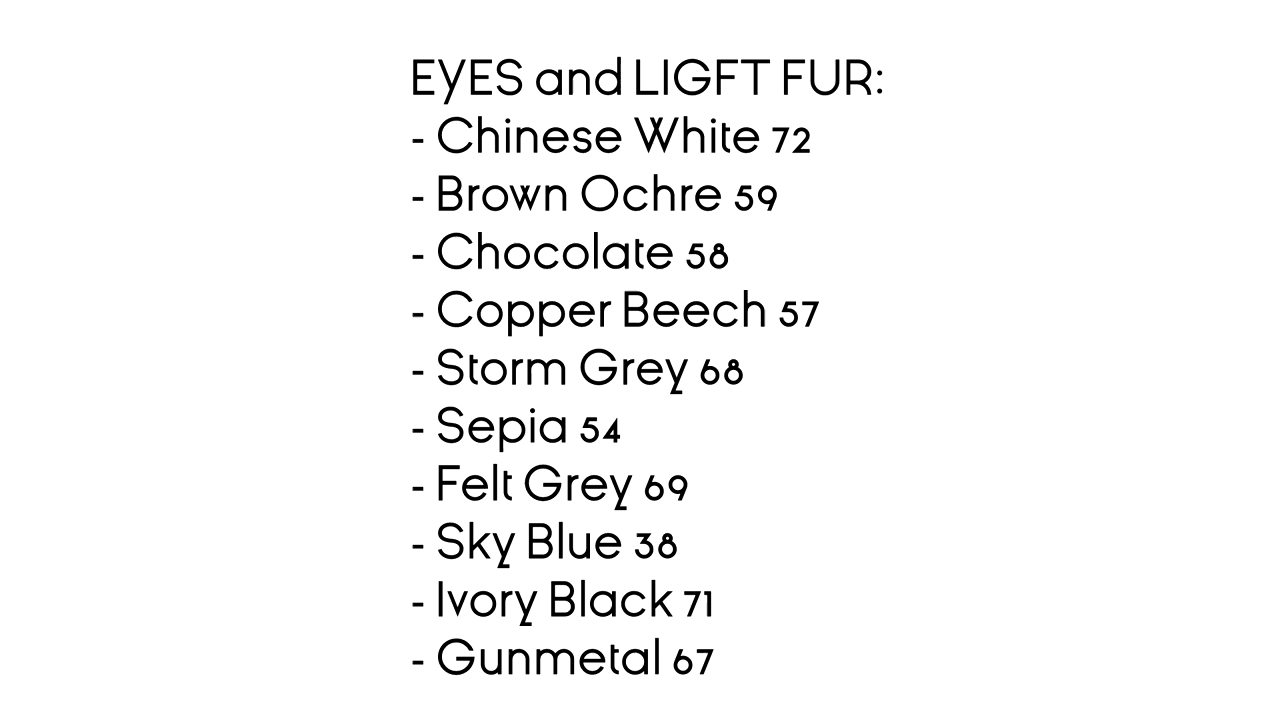 EYES and LIGFT FUR:
- Chinese White 72
- Brown Ochre 59
- Chocolate 58
- Copper Beech 57
- Storm Grey 68
- Sepia 54
- Felt Grey 69
- Sky Blue 38
- Ivory Black 71
- Gunmetal 67